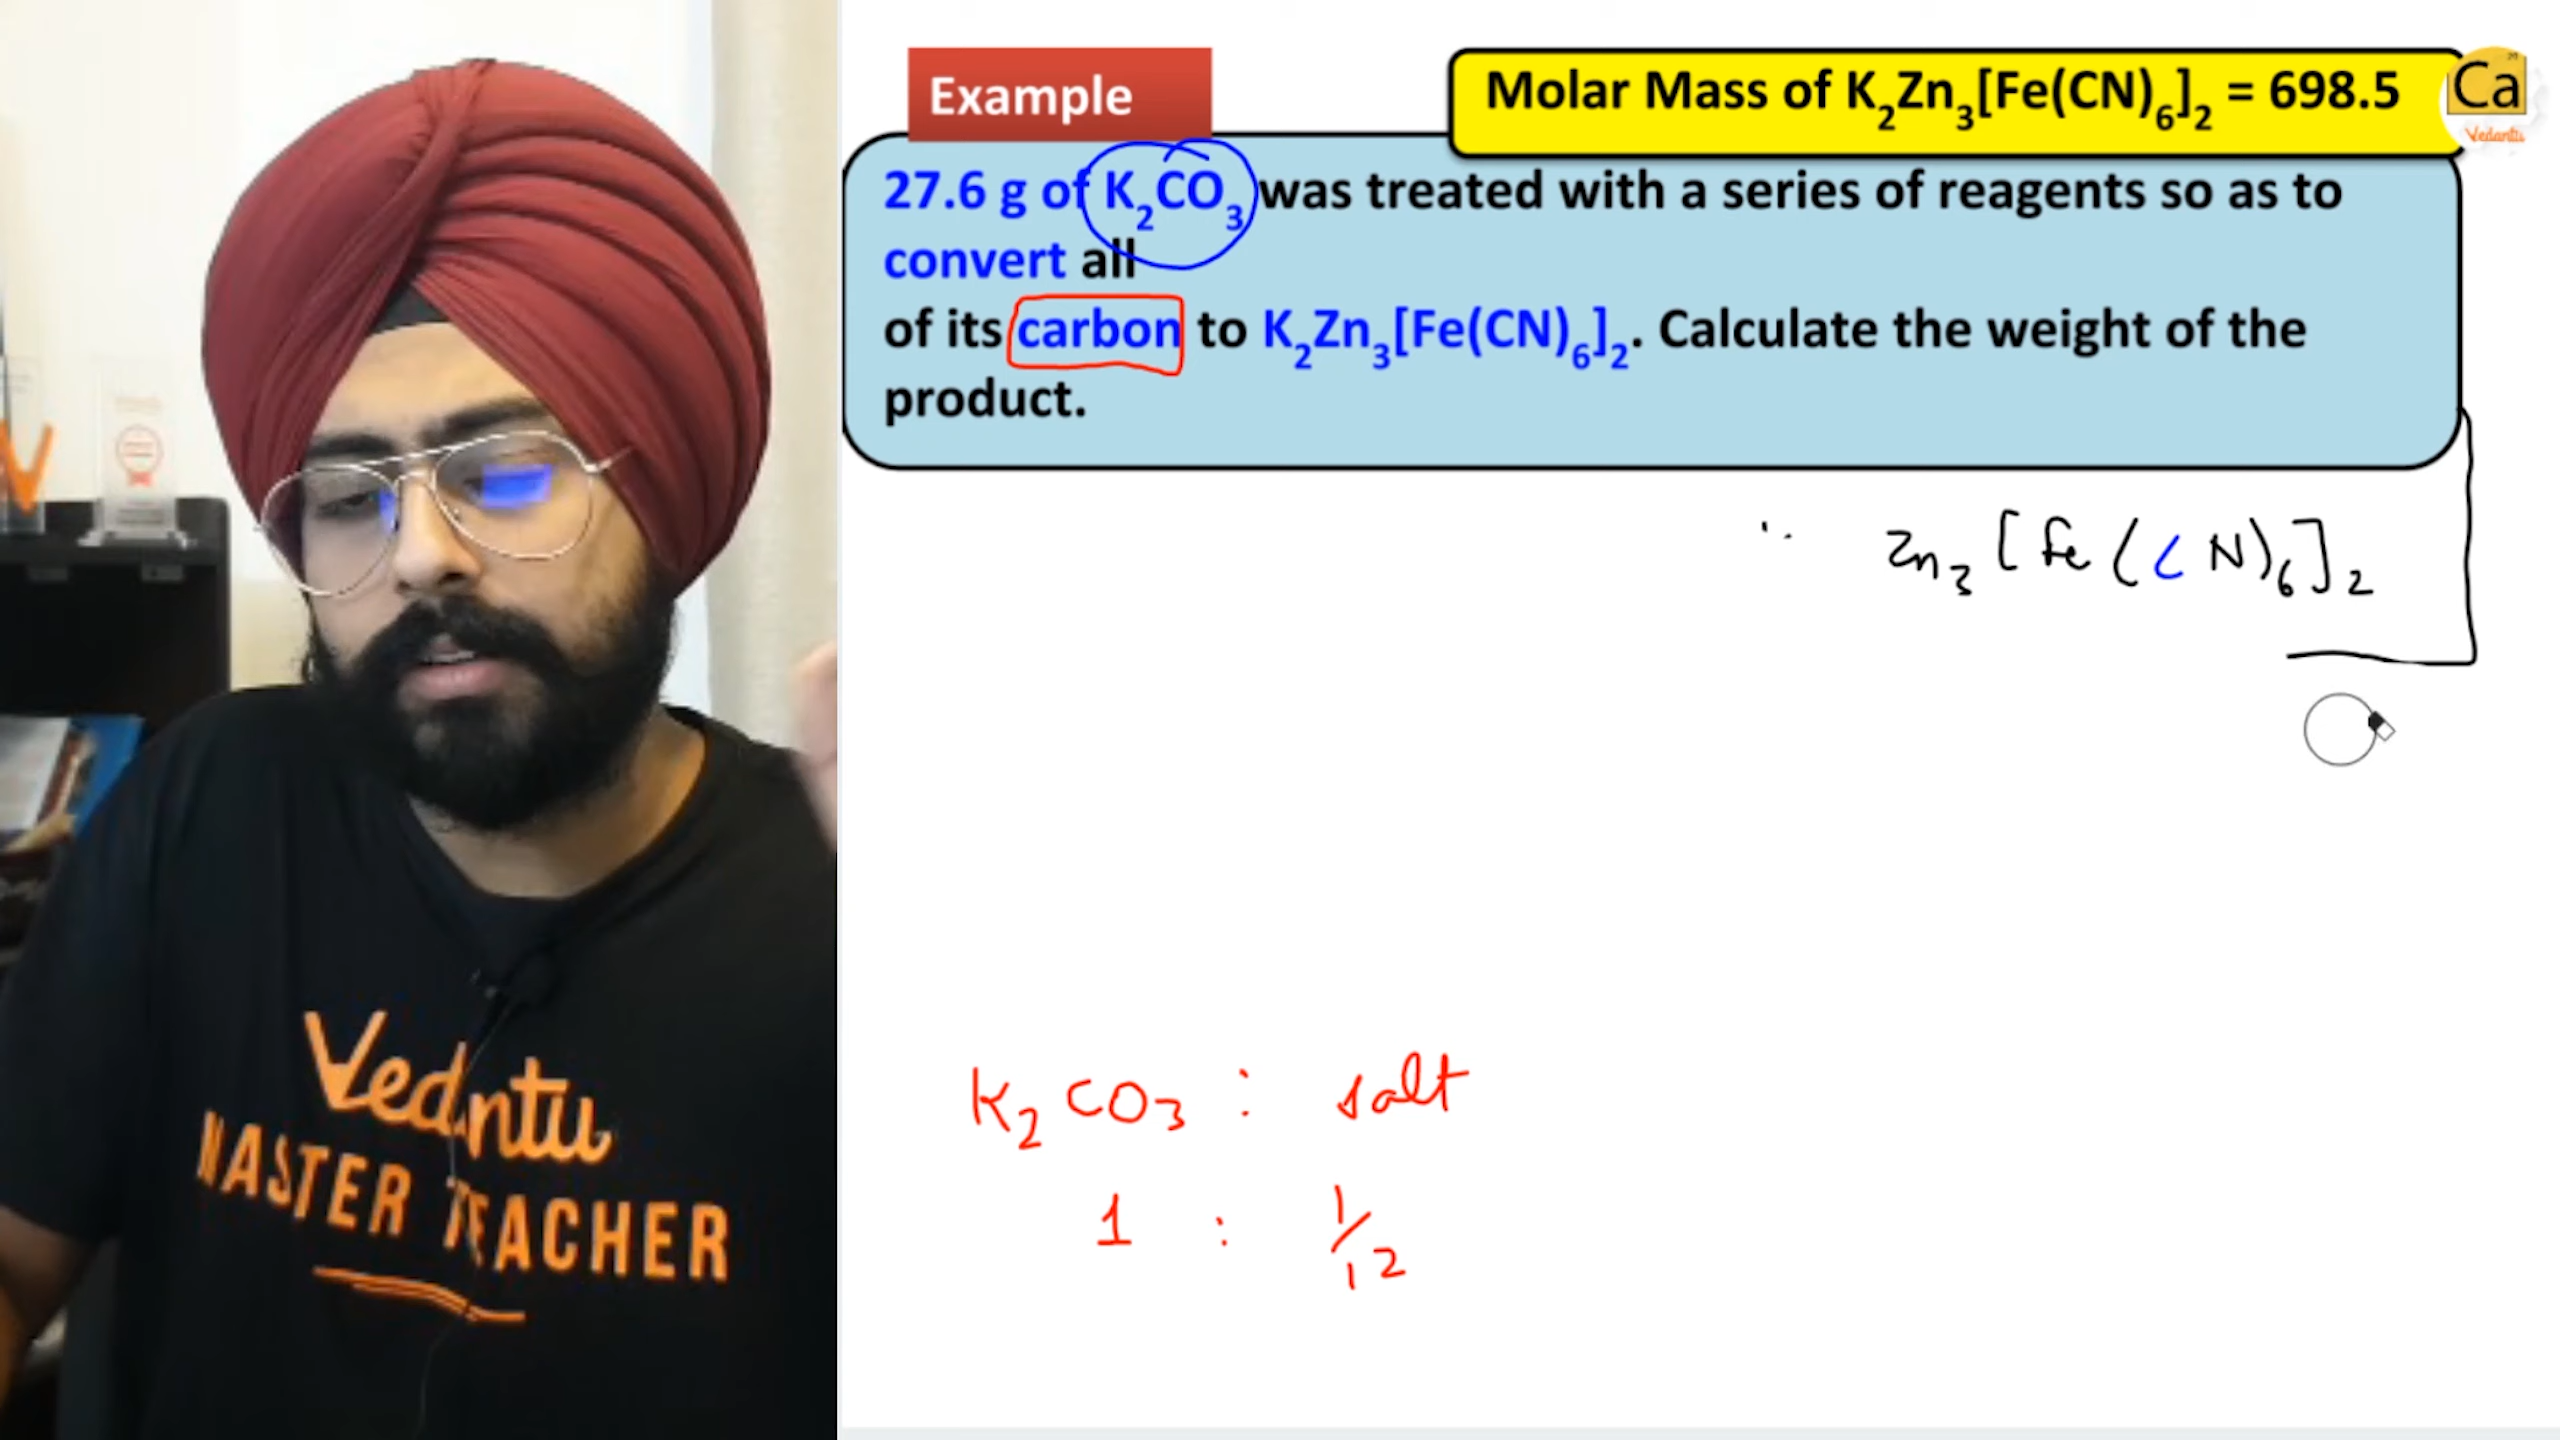 Example
Molar Mass of K₂Zn₃[Fe(CN)₆]₂ = 698.5
Ca
Vedantu
27.6 g of K₂CO₃ was treated with a series of reagents so as to
convert all
of its carbon to K₂Zn₃[Fe(CN)₆]₂. Calculate the weight of the
product.
Zn₃[Fe(CN)₆]₂
K₂CO₃ : salt
1 : 1/12
Vedantu
MASTER TEACHER